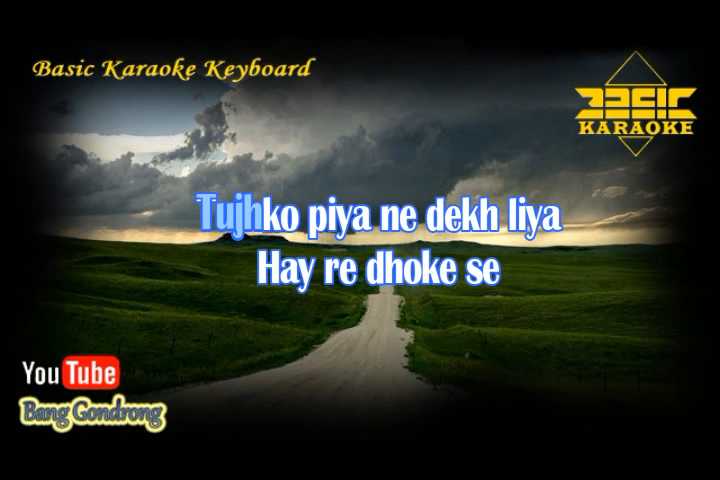 Basic Karaoke Keyboard
BASIC
KARAOKE
Tujhko piya ne dekh liya
Hay re dhoke se
YouTube
Bang Gondrong